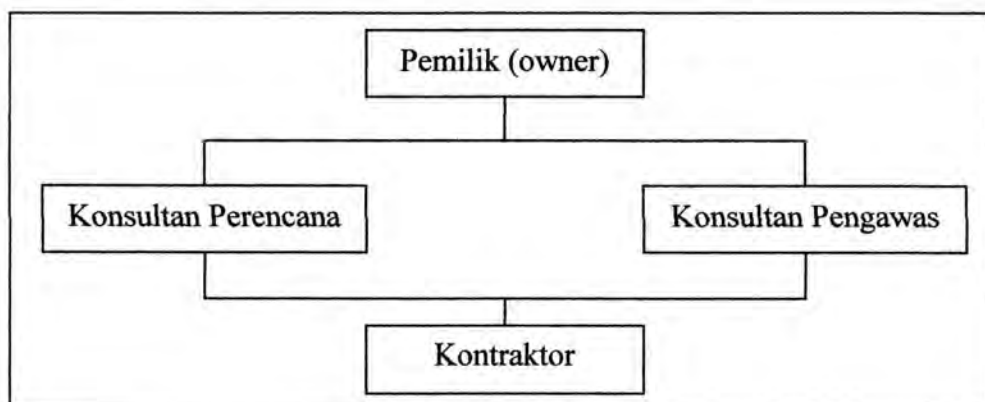 Pemilik (owner)
Konsultan Perencana
Konsultan Pengawas
Kontraktor